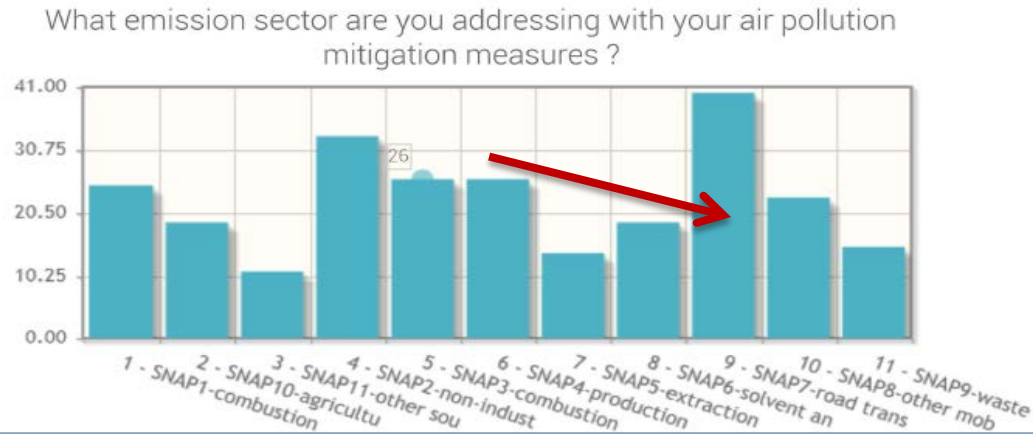 What emission sector are you addressing with your air pollution
mitigation measures ?
41.00
30.75
20.50
10.25
0.00
26
1 - SNAP1-combustion
2 - SNAP10-agricultu
3 - SNAP11-other sou
4 - SNAP2-non-indust
5 - SNAP3-combustion
6 - SNAP4-production
7 - SNAP5-extraction
8 - SNAP6-solvent an
9 - SNAP7-road trans
10 - SNAP8-other mob
11 - SNAP9-waste